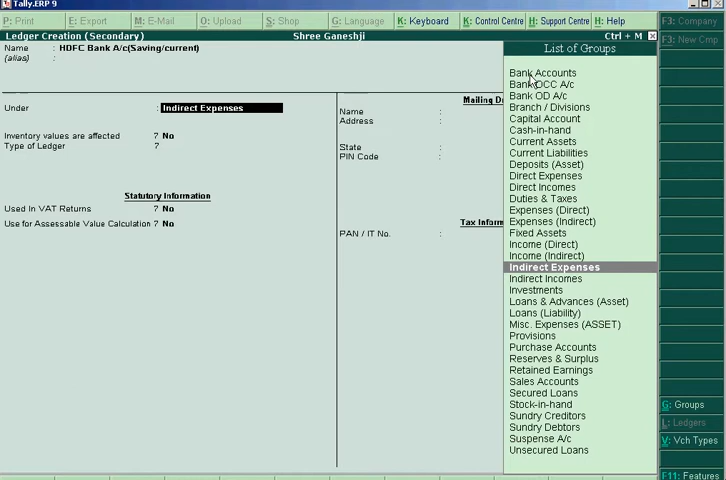 Tally.ERP 9
P: Print E: Export M: E-Mail O: Upload S: Shop G: Language K: Keyboard K: Control Centre H: Support Centre H: Help F3: Company
F3: New Cmp
Ledger Creation (Secondary) Shree Ganeshji Ctrl + M
Name : HDFC Bank A/c(Saving/current)
(alias) :
Under : Indirect Expenses
Inventory values are affected ? No
Type of Ledger ?
Statutory Information
Used In VAT Returns ? No
Use for Assessable Value Calculation ? No
Mailing D
Name :
Address :
State :
PIN Code :
Tax Inform
PAN / IT No. :
List of Groups
Bank Accounts
Bank OCC A/c
Bank OD A/c
Branch / Divisions
Capital Account
Cash-in-hand
Current Assets
Current Liabilities
Deposits (Asset)
Direct Expenses
Direct Incomes
Duties & Taxes
Expenses (Direct)
Expenses (Indirect)
Fixed Assets
Income (Direct)
Income (Indirect)
Indirect Expenses
Indirect Incomes
Investments
Loans & Advances (Asset)
Loans (Liability)
Misc. Expenses (ASSET)
Provisions
Purchase Accounts
Reserves & Surplus
Retained Earnings
Sales Accounts
Secured Loans
Stock-in-hand
Sundry Creditors
Sundry Debtors
Suspense A/c
Unsecured Loans
G: Groups
L: Ledgers
V: Vch Types
F11: Features